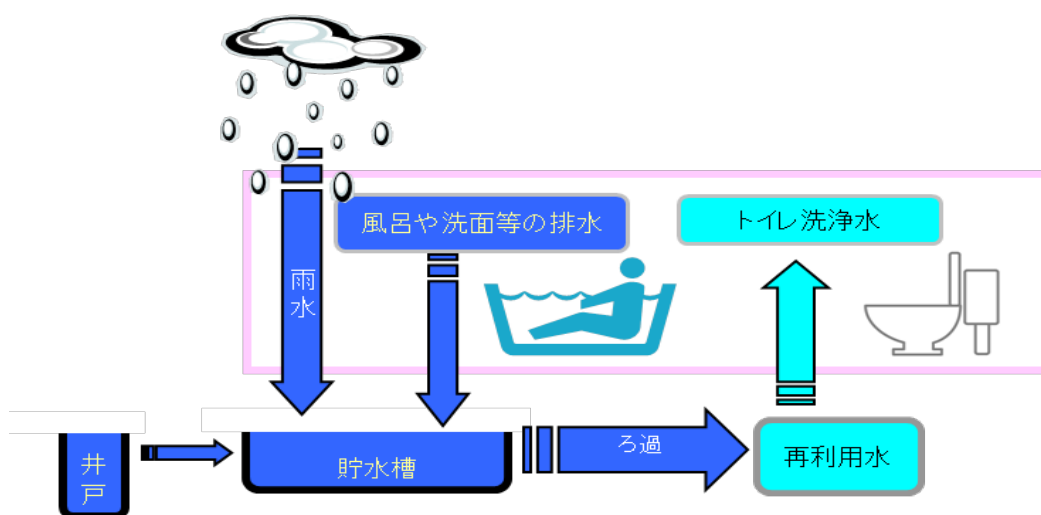 風呂や洗面等の排水
トイレ洗浄水
雨水
井戸
貯水槽
ろ過
再利用水